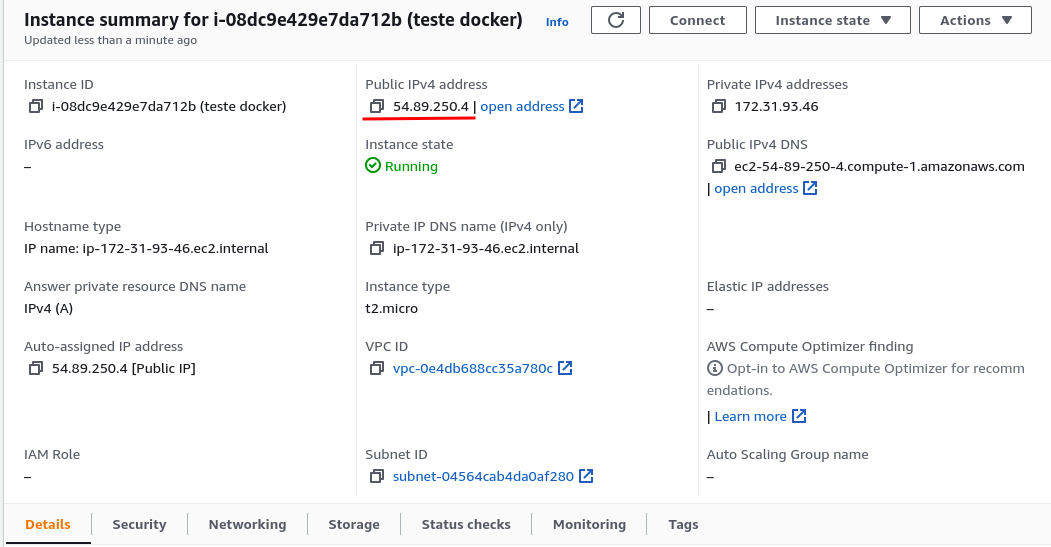 Instance summary for i-08dc9e429e7da712b (teste docker) Info
Connect
Instance state
Actions
Updated less than a minute ago
Instance ID
i-08dc9e429e7da712b (teste docker)
Public IPv4 address
54.89.250.4 | open address
Private IPv4 addresses
172.31.93.46
IPv6 address
–
Instance state
Running
Public IPv4 DNS
ec2-54-89-250-4.compute-1.amazonaws.com
| open address
Hostname type
IP name: ip-172-31-93-46.ec2.internal
Private IP DNS name (IPv4 only)
ip-172-31-93-46.ec2.internal
Answer private resource DNS name
IPv4 (A)
Instance type
t2.micro
Elastic IP addresses
–
Auto-assigned IP address
54.89.250.4 [Public IP]
VPC ID
vpc-0e4db688cc35a780c
AWS Compute Optimizer finding
Opt-in to AWS Compute Optimizer for recomm
endations.
| Learn more
IAM Role
–
Subnet ID
subnet-04564cab4da0af280
Auto Scaling Group name
–
Details
Security
Networking
Storage
Status checks
Monitoring
Tags